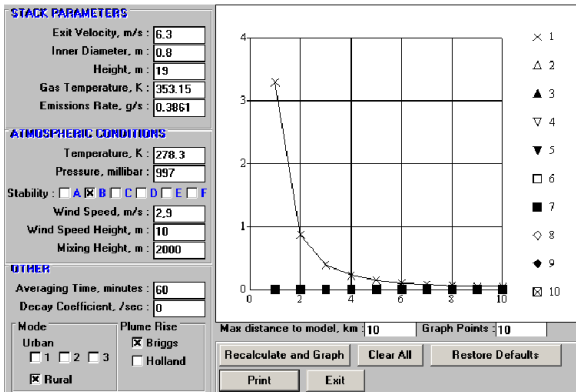 STACK PARAMETERS
Exit Velocity, m/s : 6.3
Inner Diameter, m : 0.8
Height, m : 19
Gas Temperature, K : 353.15
Emissions Rate, g/s : 0.3861
ATMOSPHERIC CONDITIONS
Temperature, K : 278.3
Pressure, millibar : 997
Stability : A B C D E F
Wind Speed, m/s : 2.9
Wind Speed Height, m : 10
Mixing Height, m : 2000
OTHER
Averaging Time, minutes : 60
Decay Coefficient, /sec : 0
Mode
Urban
1 2 3
Rural
Plume Rise
Briggs
Holland
4
3
2
1
0
0 2 4 6 8 10
1
2
3
4
5
6
7
8
9
10
Max distance to model, km : 10 Graph Points : 10
Recalculate and Graph Clear All Restore Defaults
Print Exit